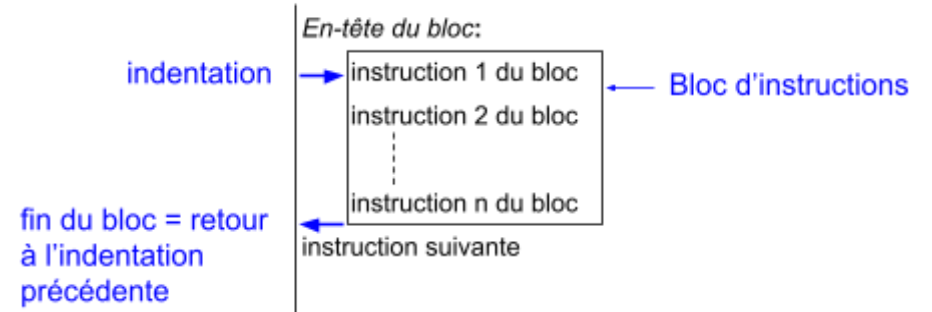 En-tête du bloc:
indentation
instruction 1 du bloc
Bloc d'instructions
instruction 2 du bloc
instruction n du bloc
fin du bloc = retour
à l'indentation
précédente
instruction suivante